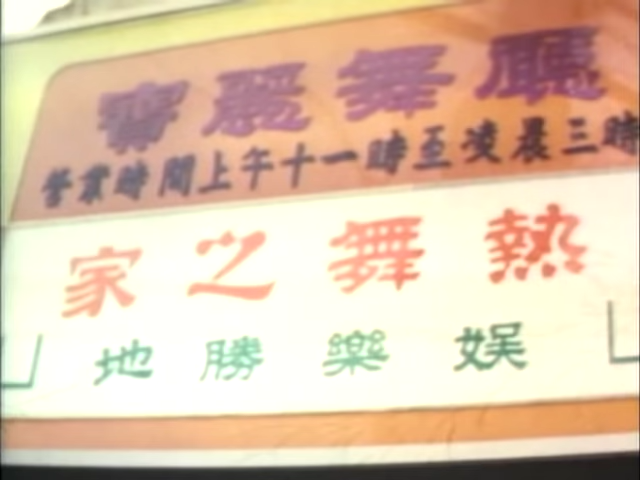 寶麗舞廳
營業時間上午十一時至凌晨三時
熱舞之家
娛樂勝地